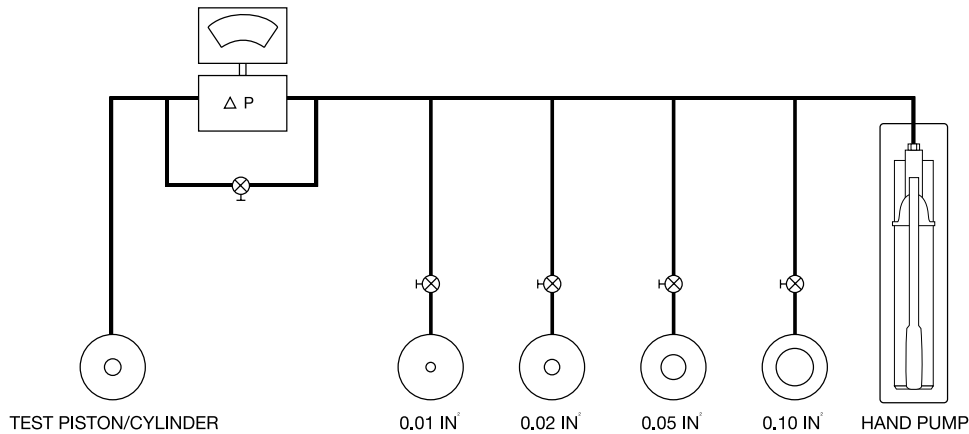 △ P
TEST PISTON/CYLINDER
0.01 IN²
0.02 IN²
0.05 IN²
0.10 IN²
HAND PUMP